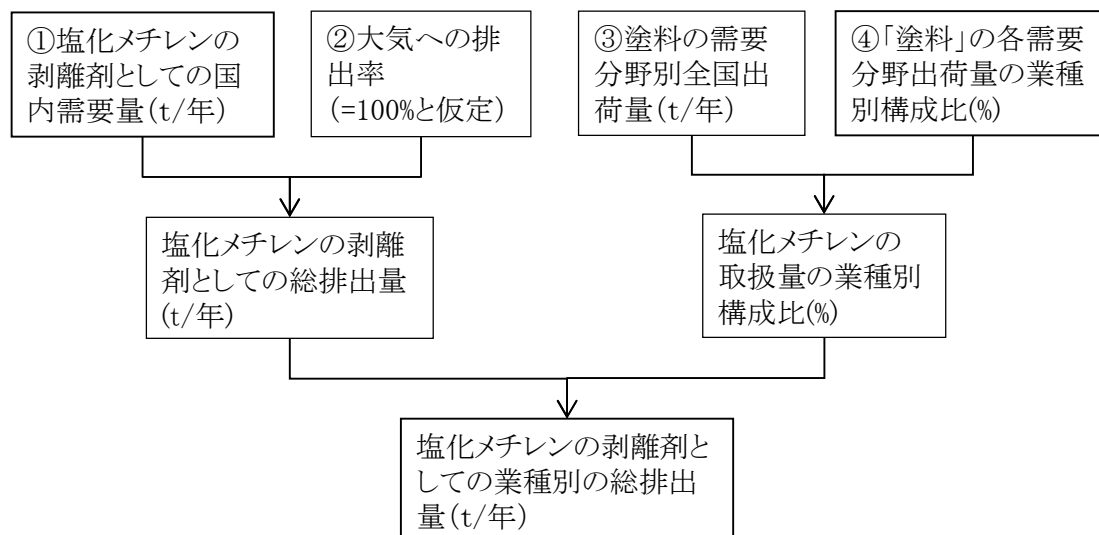 ①塩化メチレンの
剥離剤としての国
内需要量(t/年)
②大気への排
出率
(=100%と仮定)
③塗料の需要
分野別全国出
荷量(t/年)
④「塗料」の各需要
分野出荷量の業種
別構成比(%)
塩化メチレンの剥離
剤としての総排出量
(t/年)
塩化メチレンの
取扱量の業種別
構成比(%)
塩化メチレンの剥離剤と
しての業種別の総排出
量(t/年)